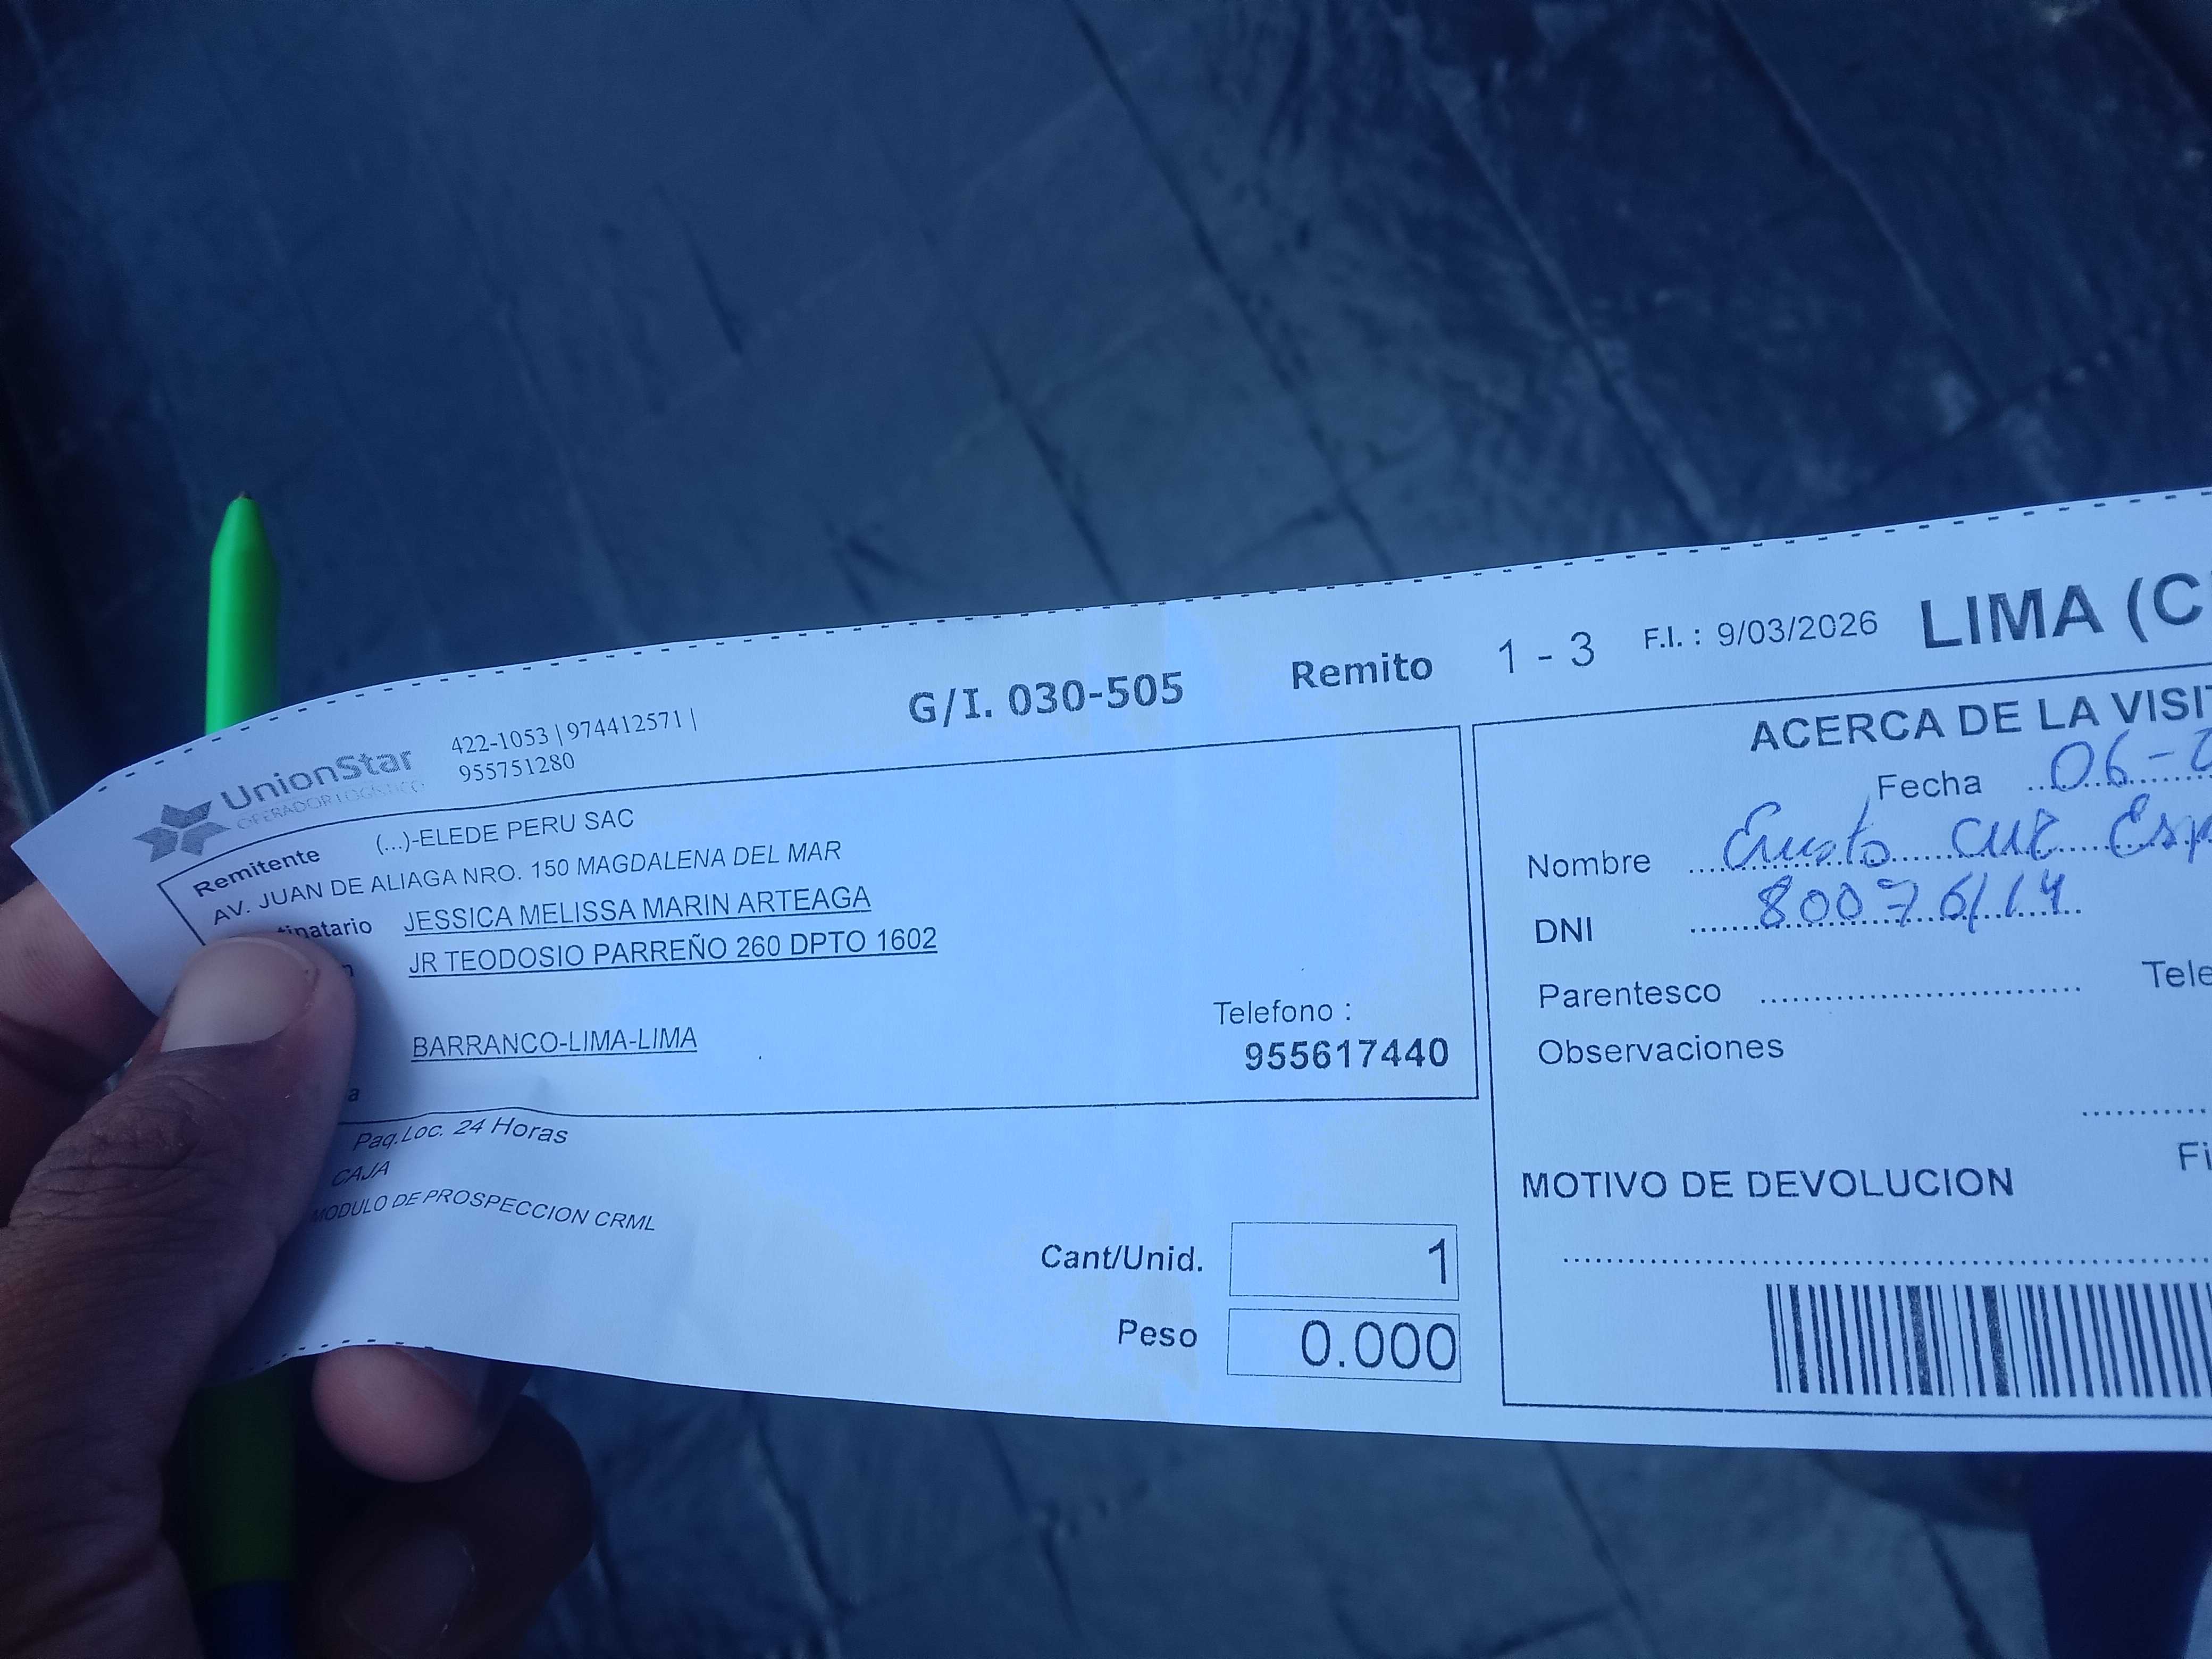 G/I. 030-505 Remito 1 - 3 F.I. : 9/03/2026 LIMA (C
UnionStar
OPERADOR LOGISTICO
422-1053 | 974412571 |
955751280
Remitente (...)-ELEDE PERU SAC
AV. JUAN DE ALIAGA NRO. 150 MAGDALENA DEL MAR
tinatario JESSICA MELISSA MARIN ARTEAGA
n JR TEODOSIO PARREÑO 260 DPTO 1602
BARRANCO-LIMA-LIMA
Telefono :
955617440
a
Paq.Loc. 24 Horas
CAJA
MODULO DE PROSPECCION CRML
Cant/Unid. 1
Peso 0.000
ACERCA DE LA VISI
Fecha 06-
Nombre
DNI
Parentesco Tele
Observaciones
Fi
MOTIVO DE DEVOLUCION